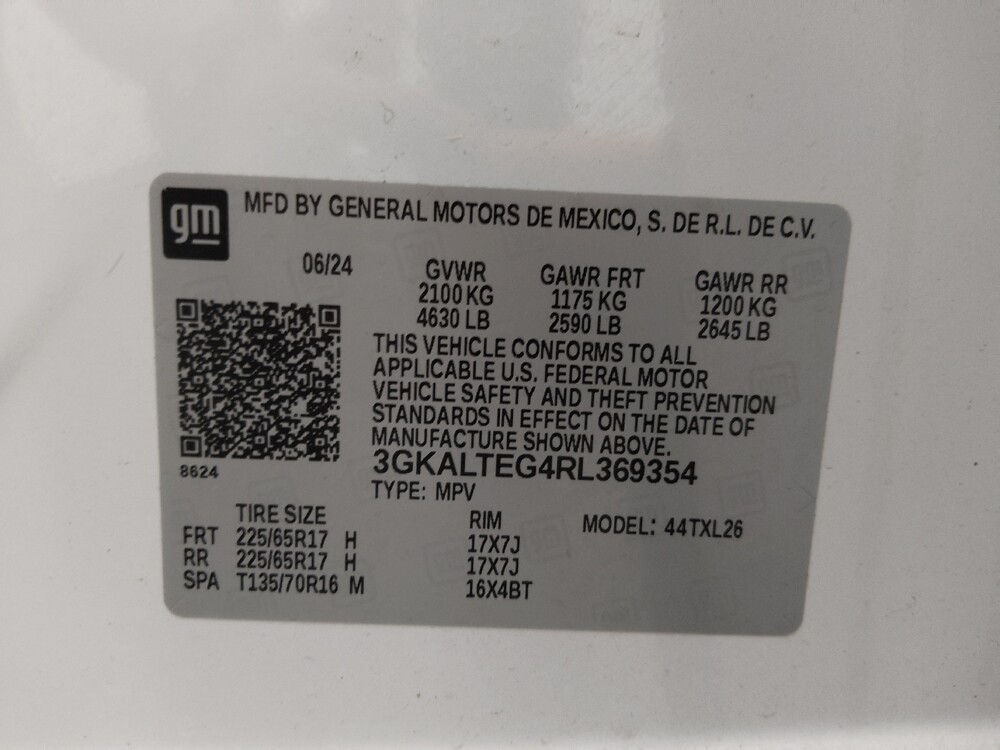 gm
MFD BY GENERAL MOTORS DE MEXICO, S. DE R.L. DE C.V.
06/24
GVWR GAWR FRT GAWR RR
2100 KG 1175 KG 1200 KG
4630 LB 2590 LB 2645 LB
THIS VEHICLE CONFORMS TO ALL
APPLICABLE U.S. FEDERAL MOTOR
VEHICLE SAFETY AND THEFT PREVENTION
STANDARDS IN EFFECT ON THE DATE OF
MANUFACTURE SHOWN ABOVE.
8624
3GKALTEG4RL369354
TYPE: MPV
TIRE SIZE RIM MODEL: 44TXL26
FRT 225/65R17 H 17X7J
RR 225/65R17 H 17X7J
SPA T135/70R16 M 16X4BT